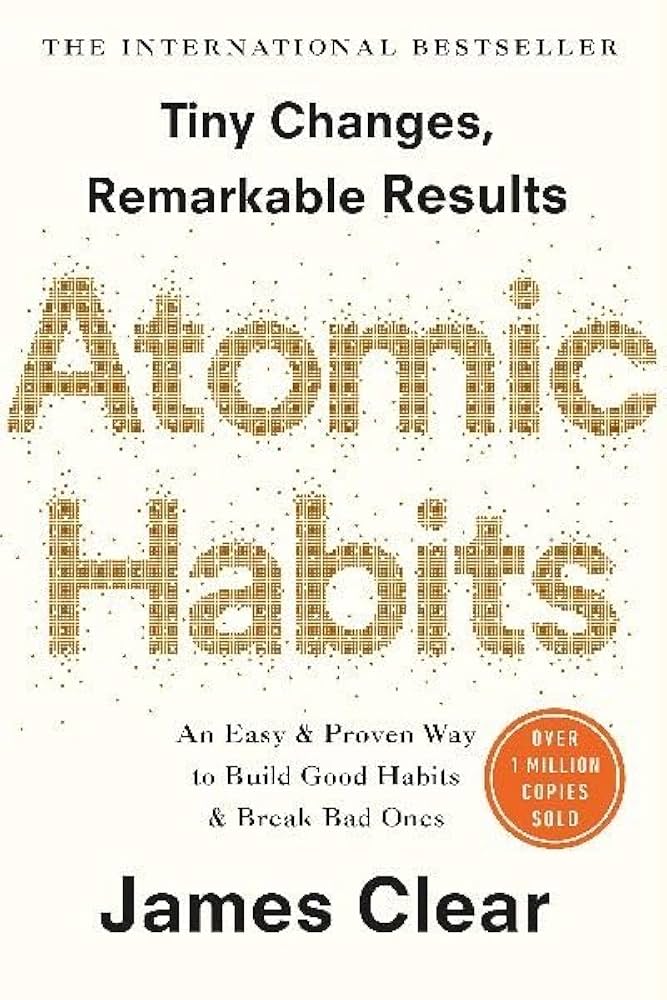 THE INTERNATIONAL BESTSELLER
Tiny Changes,
Remarkable Results
Atomic
Habits
An Easy & Proven Way
to Build Good Habits
& Break Bad Ones
OVER
1 MILLION
COPIES
SOLD
James Clear